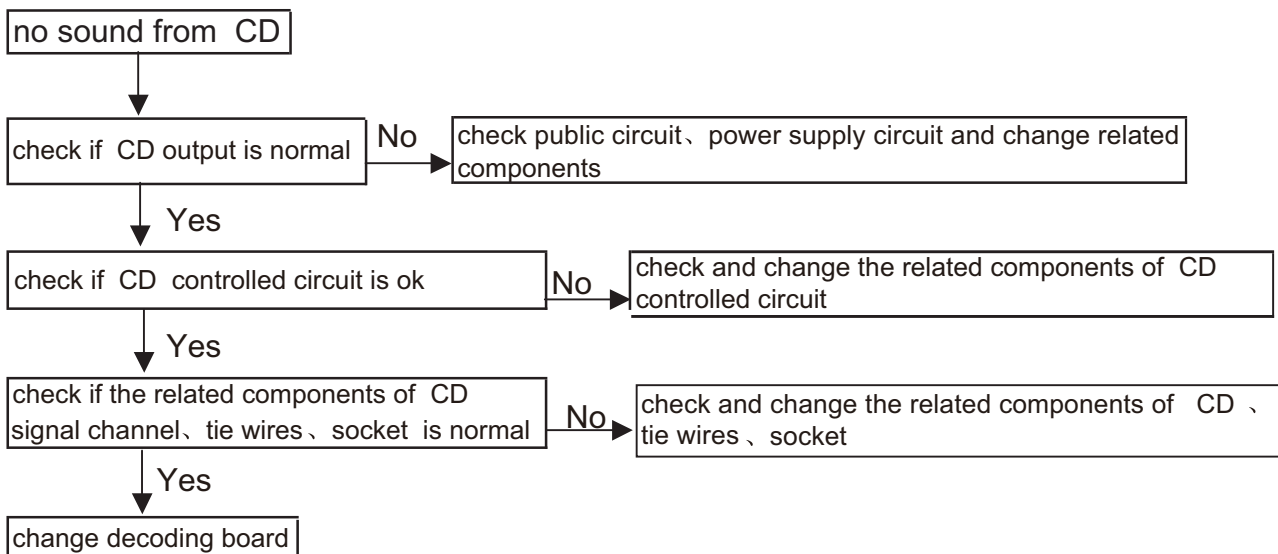 no sound from CD
check if CD output is normal
No
check public circuit、power supply circuit and change related
components
Yes
check if CD controlled circuit is ok
No
check and change the related components of CD
controlled circuit
Yes
check if the related components of CD
signal channel、tie wires、socket is normal
No
check and change the related components of CD 、
tie wires、socket
Yes
change decoding board